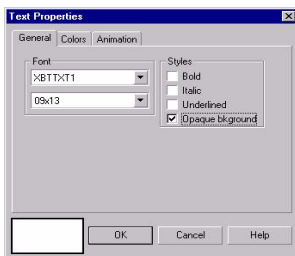 Text Properties
General Colors Animation
Font
XBTTXT1
09x13
Styles
Bold
Italic
Underlined
Opaque bkground
OK Cancel Help